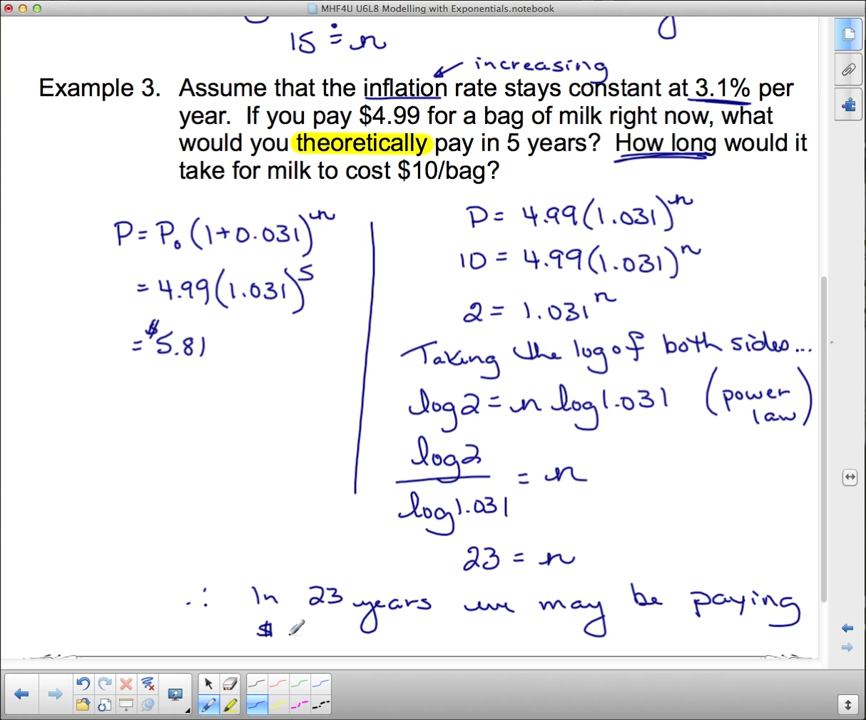 MHF4U U6L8 Modelling with Exponentials.notebook
15 ≐ n
increasing
Example 3. Assume that the inflation rate stays constant at 3.1% per
year. If you pay $4.99 for a bag of milk right now, what
would you theoretically pay in 5 years? How long would it
take for milk to cost $10/bag?
P = P₀ (1+0.031)ⁿ
= 4.99(1.031)⁵
= $5.81
P = 4.99(1.031)ⁿ
10 = 4.99(1.031)ⁿ
2 = 1.031ⁿ
Taking the log of both sides...
log2 = n log1.031 (power law)
log2 / log1.031 = n
23 = n
∴ In 23 years we may be paying
$